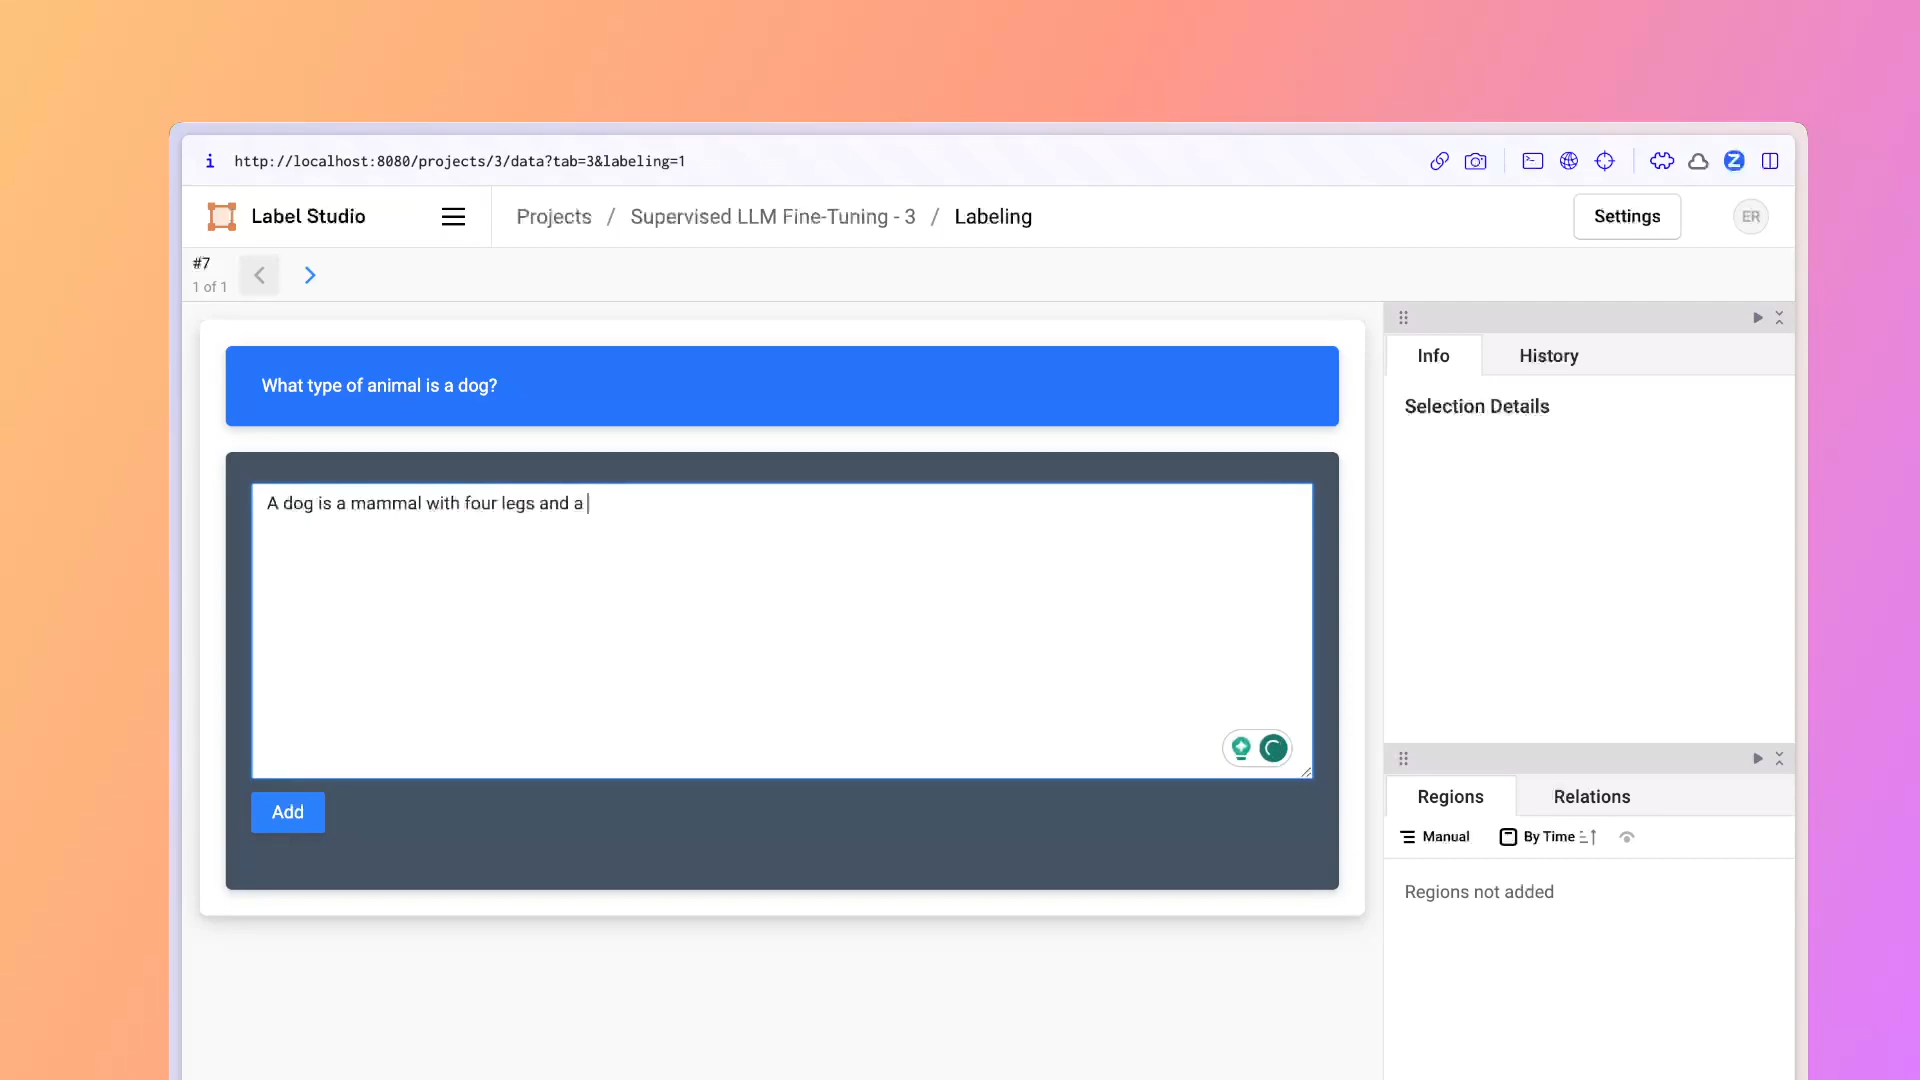 http://localhost:8080/projects/3/data?tab=3&labeling=1
Label Studio
Projects / Supervised LLM Fine-Tuning - 3 / Labeling
Settings
ER
#7
1 of 1
What type of animal is a dog?
A dog is a mammal with four legs and a
Add
Info
History
Selection Details
Regions
Relations
Manual
By Time
Regions not added